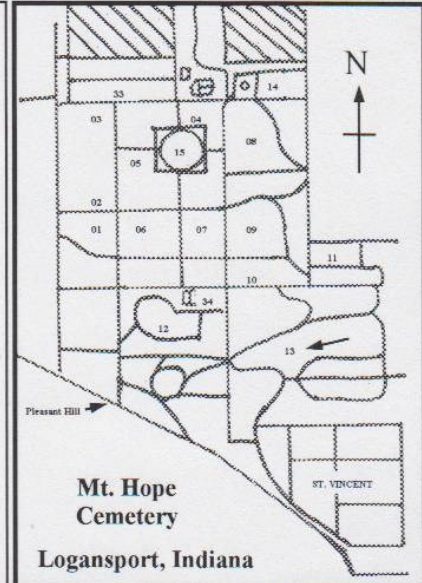 N
33
14
03
04
15
08
05
02
01
06
07
09
11
10
34
12
13
Pleasant Hill
ST. VINCENT
Mt. Hope
Cemetery
Logansport, Indiana